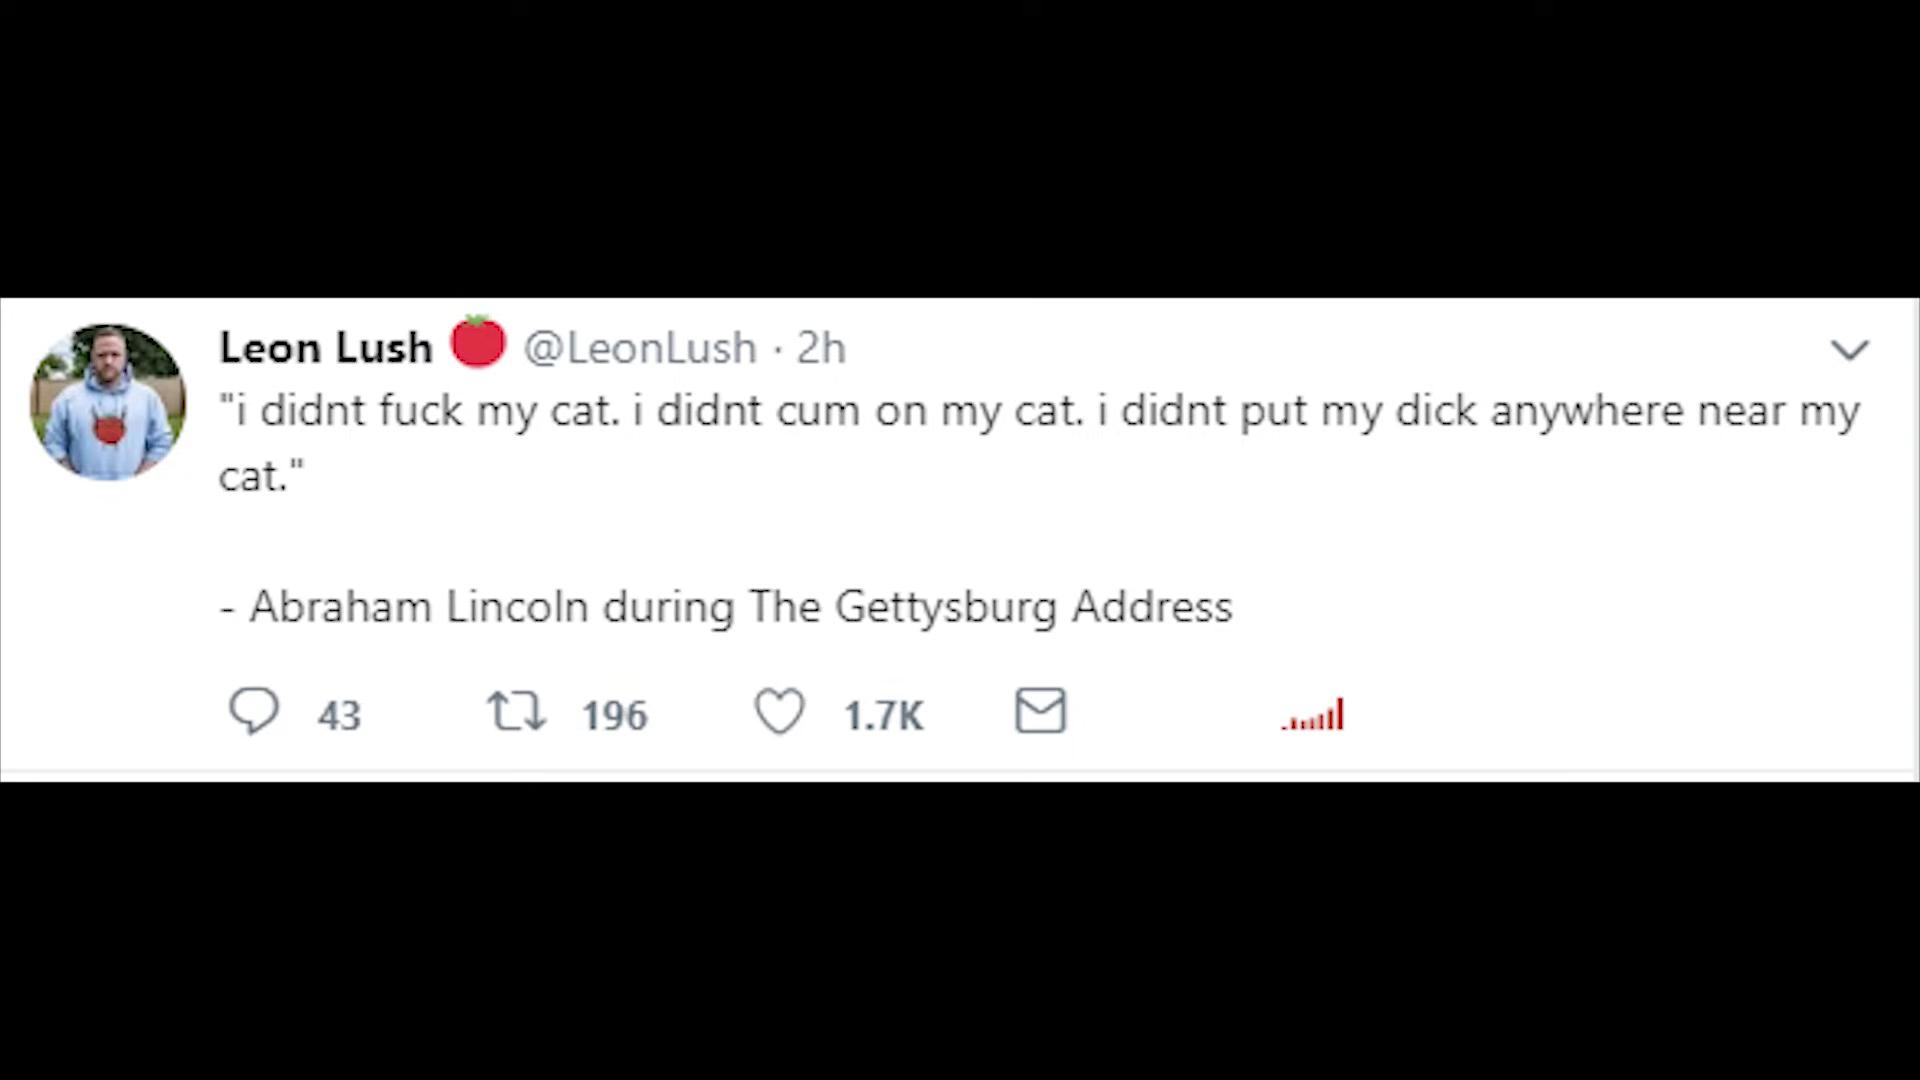 Leon Lush 🍅 @LeonLush · 2h
"i didnt fuck my cat. i didnt cum on my cat. i didnt put my dick anywhere near my
cat."
- Abraham Lincoln during The Gettysburg Address
43 196 1.7K